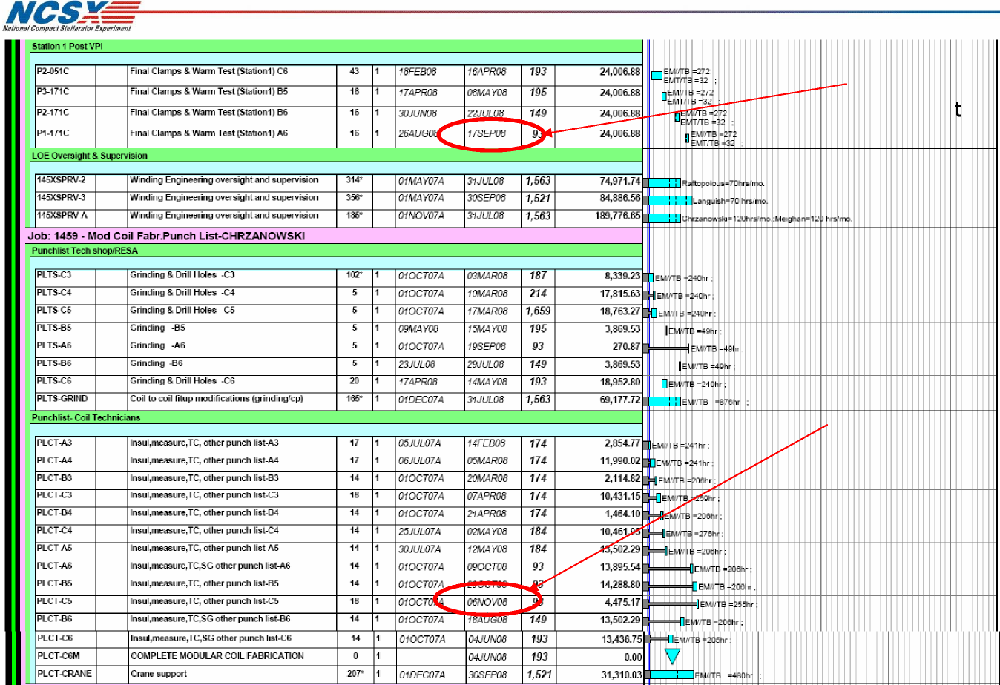 NCSX
National Compact Stellarator Experiment
Station 1 Post VPI
P2-051C Final Clamps & Warm Test (Station1) C6 43 1 18FEB08 16APR08 193 24,006.88 EM//TB =272
EMT/TB =32 ;
P3-171C Final Clamps & Warm Test (Station1) B5 16 1 17APR08 08MAY08 195 24,006.88 EM//TB =272
EMT/TB =32 ;
t
P2-171C Final Clamps & Warm Test (Station1) B6 16 1 30JUN08 22JUL08 149 24,006.88 EM//TB =272
EMT/TB =32 ;
P1-171C Final Clamps & Warm Test (Station1) A6 16 1 26AUG08 17SEP08 93 24,006.88 EM//TB =272
EMT/TB =32 ;
LOE Oversight & Supervision
145XSPRV-2 Winding Engineering oversight and supervision 314* 01MAY07A 31JUL08 1,563 74,971.74 Raftopolous=70hrs/mo.
145XSPRV-3 Winding Engineering oversight and supervision 356* 01MAY07A 30SEP08 1,521 84,886.56 Languish=70 hrs/mo.
145XSPRV-A Winding Engineering oversight and supervision 185* 01NOV07A 31JUL08 1,563 189,776.65 Chrzanowski=120hrs/mo.;Meighan=120 hrs/mo.
Job: 1459 - Mod Coil Fabr.Punch List-CHRZANOWSKI
Punchlist Tech shop/RESA
PLTS-C3 Grinding & Drill Holes -C3 102* 1 01OCT07A 03MAR08 187 8,339.23 EM//TB =240hr ;
PLTS-C4 Grinding & Drill Holes -C4 5 1 01OCT07A 10MAR08 214 17,815.63 EM//TB =240hr ;
PLTS-C5 Grinding & Drill Holes -C5 5 1 01OCT07A 17MAR08 1,659 18,763.27 EM//TB =240hr ;
PLTS-B5 Grinding -B5 5 1 09MAY08 15MAY08 195 3,869.53 EM//TB =49hr ;
PLTS-A6 Grinding -A6 5 1 01OCT07A 19SEP08 93 270.87 EM//TB =49hr ;
PLTS-B6 Grinding -B6 5 1 23JUL08 29JUL08 149 3,869.53 EM//TB =49hr ;
PLTS-C6 Grinding & Drill Holes -C6 20 1 17APR08 14MAY08 193 18,952.80 EM//TB =240hr ;
PLTS-GRIND Coil to coil fitup modifications (grinding/cp) 165* 1 01DEC07A 31JUL08 1,563 69,177.72 EM//TB =876hr ;
Punchlist- Coil Technicians
PLCT-A3 Insul,measure,TC, other punch list-A3 17 1 05JUL07A 14FEB08 174 2,854.77 EM//TB =241hr ;
PLCT-A4 Insul,measure,TC, other punch list-A4 17 1 06JUL07A 05MAR08 174 11,990.02 EM//TB =241hr ;
PLCT-B3 Insul,measure,TC, other punch list-B3 14 1 01OCT07A 20MAR08 174 2,114.82 EM//TB =206hr ;
PLCT-C3 Insul,measure,TC, other punch list-C3 18 1 01OCT07A 07APR08 174 10,431.15 EM//TB =259hr ;
PLCT-B4 Insul,measure,TC, other punch list-B4 14 1 01OCT07A 21APR08 174 1,464.10 EM//TB =206hr ;
PLCT-C4 Insul,measure,TC, other punch list-C4 14 1 25JUL07A 02MAY08 184 10,461.95 EM//TB =276hr ;
PLCT-A5 Insul,measure,TC, other punch list-A5 14 1 30JUL07A 12MAY08 184 13,502.29 EM//TB =206hr ;
PLCT-A6 Insul,measure,TC,SG other punch list-A6 14 1 01OCT07A 09OCT08 93 13,895.54 EM//TB =206hr ;
PLCT-B5 Insul,measure,TC, other punch list-B5 14 1 01OCT07A 93 14,288.80 EM//TB =206hr ;
PLCT-C5 Insul,measure,TC, other punch list-C5 18 1 01OCT07A 06NOV08 93 4,475.17 EM//TB =255hr ;
PLCT-B6 Insul,measure,TC,SG other punch list-B6 14 1 01OCT07A 18AUG08 149 13,502.29 EM//TB =206hr ;
PLCT-C6 Insul,measure,TC,SG other punch list-C6 14 1 01OCT07A 04JUN08 193 13,436.75 EM//TB =205hr ;
PLCT-C6M COMPLETE MODULAR COIL FABRICATION 0 1 04JUN08 193 0.00
PLCT-CRANE Crane support 207* 1 01DEC07A 30SEP08 1,521 31,310.03 EM//TB =480hr ;